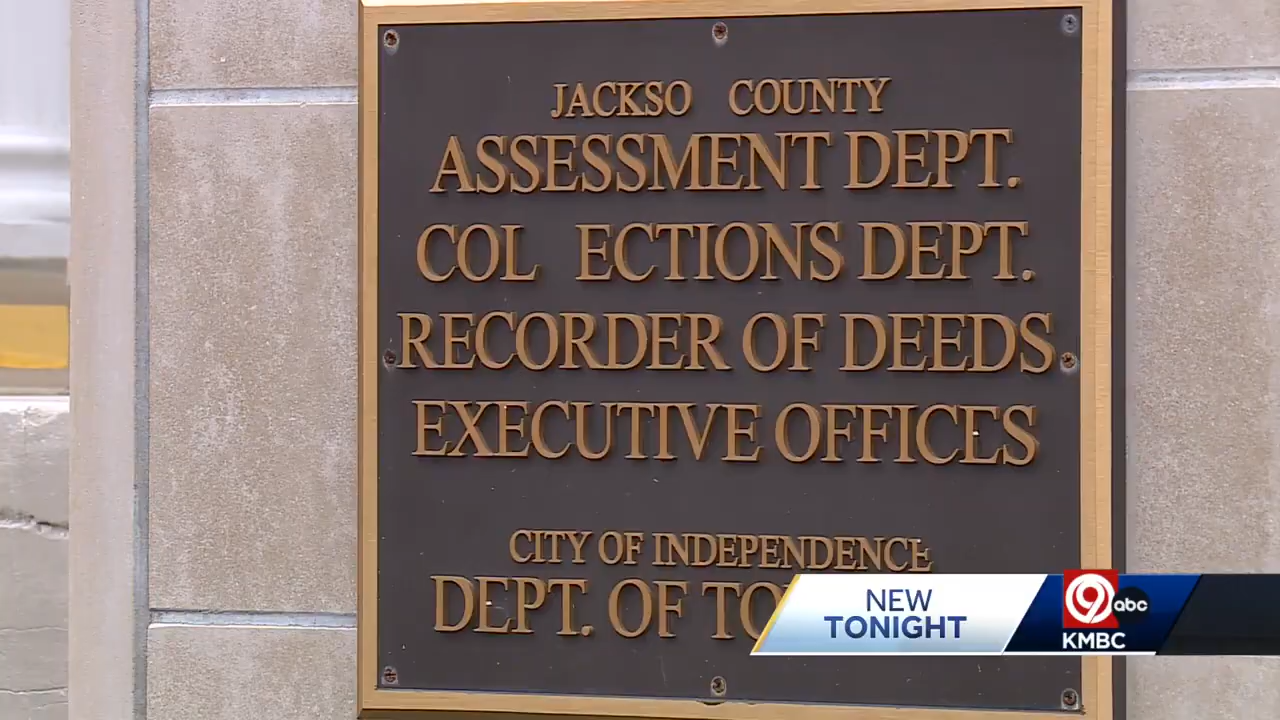 JACKSO COUNTY
ASSESSMENT DEPT.
COL ECTIONS DEPT.
RECORDER OF DEEDS
EXECUTIVE OFFICES
CITY OF INDEPENDENCE
DEPT. OF TO
NEW
TONIGHT
9 abc
KMBC